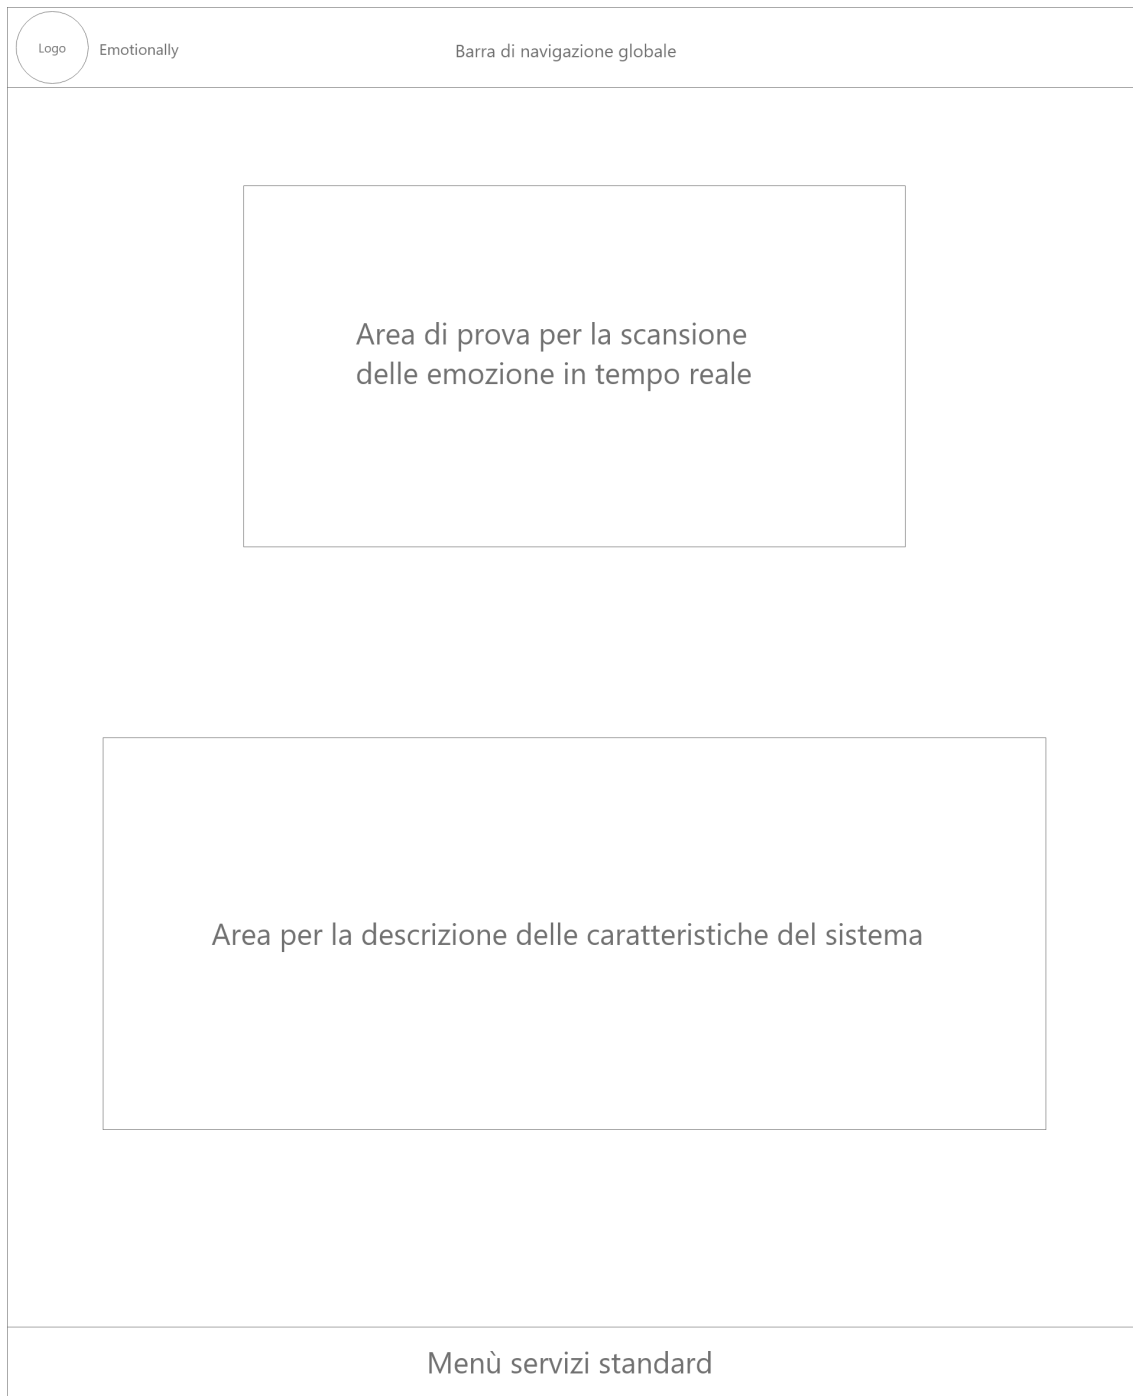 Logo
Emotionally
Barra di navigazione globale
Area di prova per la scansione
delle emozione in tempo reale
Area per la descrizione delle caratteristiche del sistema
Menù servizi standard